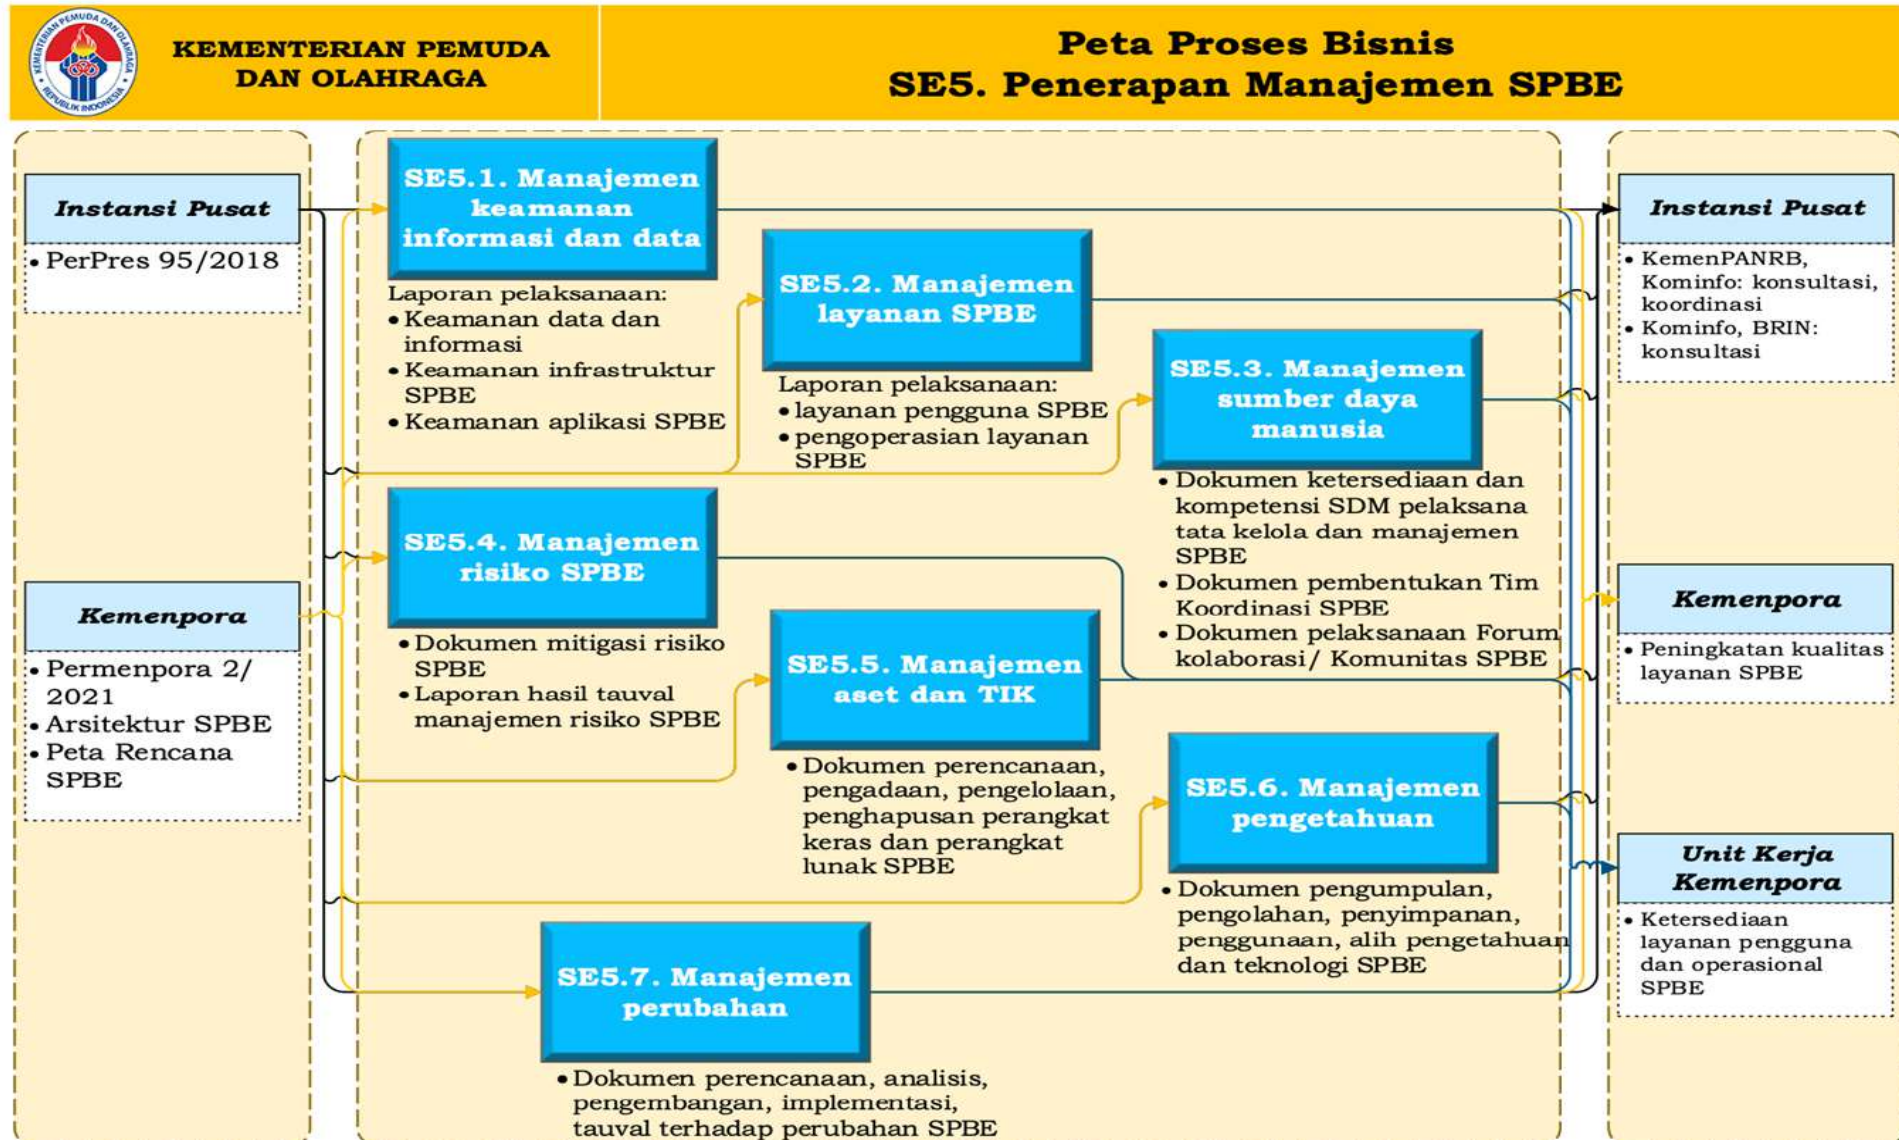 KEMENTERIAN PEMUDA DAN OLAHRAGA
REPUBLIK INDONESIA
KEMENTERIAN PEMUDA
DAN OLAHRAGA
Peta Proses Bisnis
SE5. Penerapan Manajemen SPBE
Instansi Pusat
• PerPres 95/2018
Kemenpora
• Permenpora 2/
2021
• Arsitektur SPBE
• Peta Rencana
SPBE
SE5.1. Manajemen
keamanan
informasi dan data
Laporan pelaksanaan:
• Keamanan data dan
informasi
• Keamanan infrastruktur
SPBE
• Keamanan aplikasi SPBE
SE5.2. Manajemen
layanan SPBE
Laporan pelaksanaan:
• layanan pengguna SPBE
• pengoperasian layanan
SPBE
SE5.3. Manajemen
sumber daya
manusia
• Dokumen ketersediaan dan
kompetensi SDM pelaksana
tata kelola dan manajemen
SPBE
• Dokumen pembentukan Tim
Koordinasi SPBE
• Dokumen pelaksanaan Forum
kolaborasi/ Komunitas SPBE
SE5.4. Manajemen
risiko SPBE
• Dokumen mitigasi risiko
SPBE
• Laporan hasil tauval
manajemen risiko SPBE
SE5.5. Manajemen
aset dan TIK
• Dokumen perencanaan,
pengadaan, pengelolaan,
penghapusan perangkat
keras dan perangkat
lunak SPBE
SE5.6. Manajemen
pengetahuan
• Dokumen pengumpulan,
pengolahan, penyimpanan,
penggunaan, alih pengetahuan
dan teknologi SPBE
SE5.7. Manajemen
perubahan
• Dokumen perencanaan, analisis,
pengembangan, implementasi,
tauval terhadap perubahan SPBE
Instansi Pusat
• KemenPANRB,
Kominfo: konsultasi,
koordinasi
• Kominfo, BRIN:
konsultasi
Kemenpora
• Peningkatan kualitas
layanan SPBE
Unit Kerja
Kemenpora
• Ketersediaan
layanan pengguna
dan operasional
SPBE